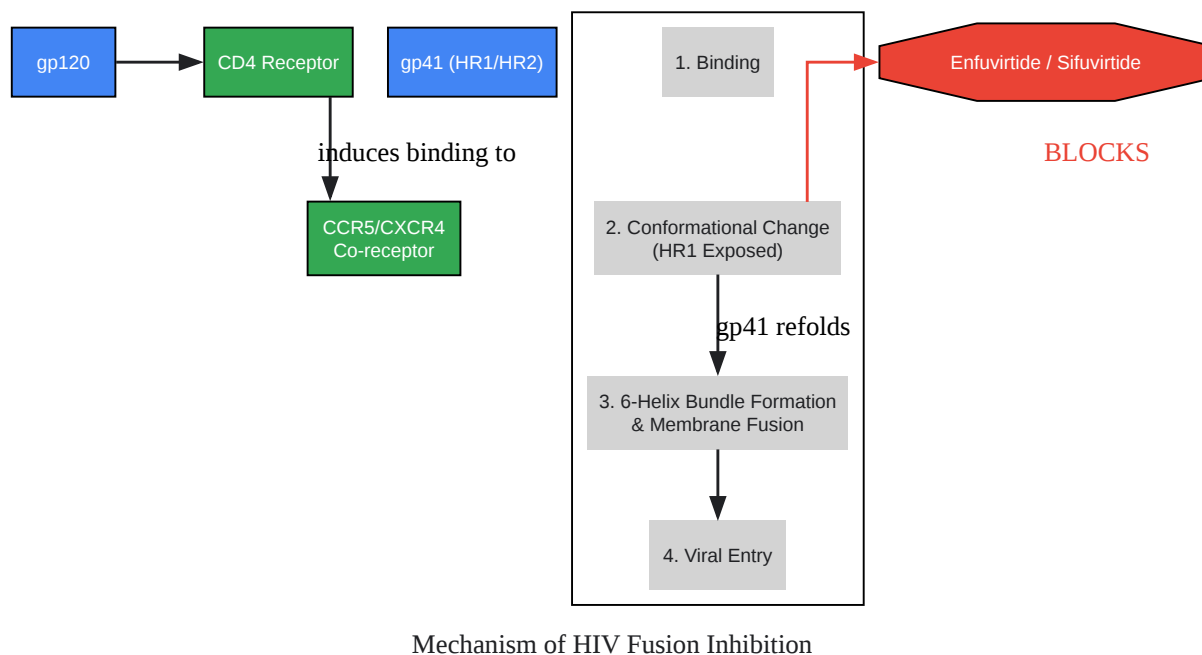 gp120
CD4 Receptor
gp41 (HR1/HR2)
1. Binding
Enfuvirtide / Sifuvirtide
induces binding to
BLOCKS
CCR5/CXCR4
Co-receptor
2. Conformational Change
(HR1 Exposed)
gp41 refolds
3. 6-Helix Bundle Formation
& Membrane Fusion
4. Viral Entry
Mechanism of HIV Fusion Inhibition